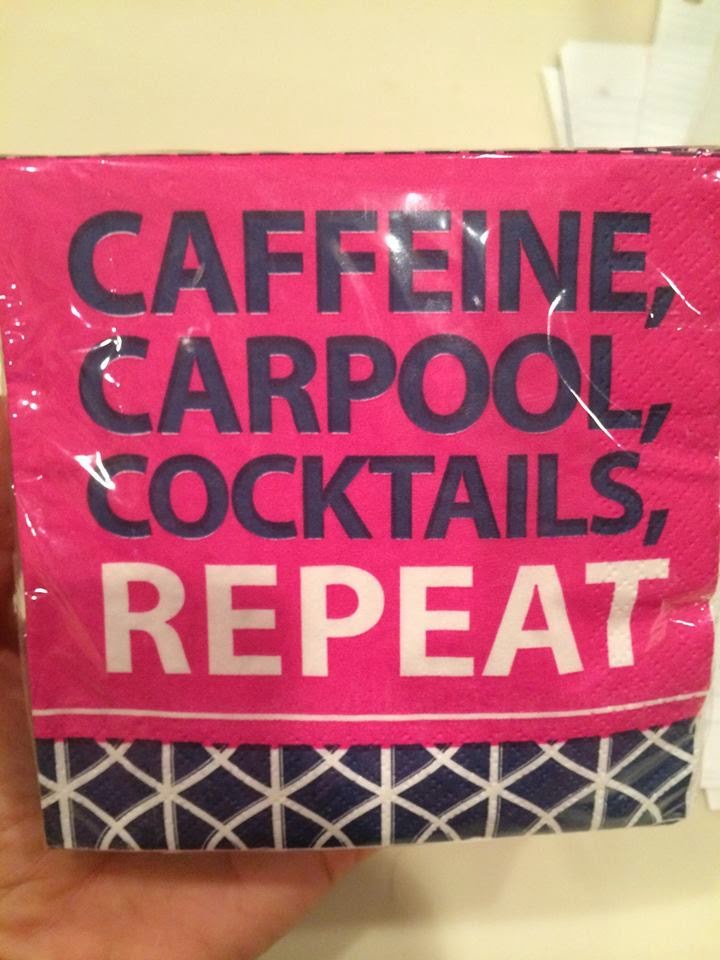 CAFFEINE,
CARPOOL,
COCKTAILS,
REPEAT